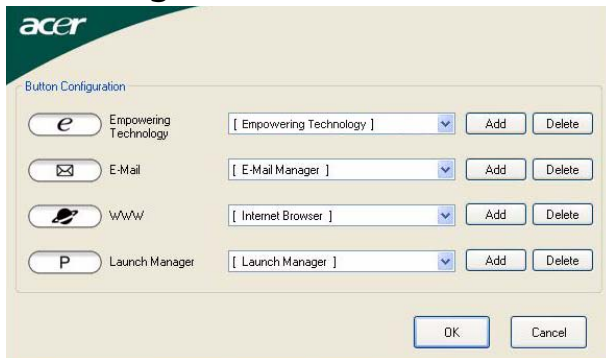 acer
Button Configuration
e Empowering Technology [ Empowering Technology ] Add Delete
E-Mail [ E-Mail Manager ] Add Delete
WWW [ Internet Browser ] Add Delete
P Launch Manager [ Launch Manager ] Add Delete
OK Cancel